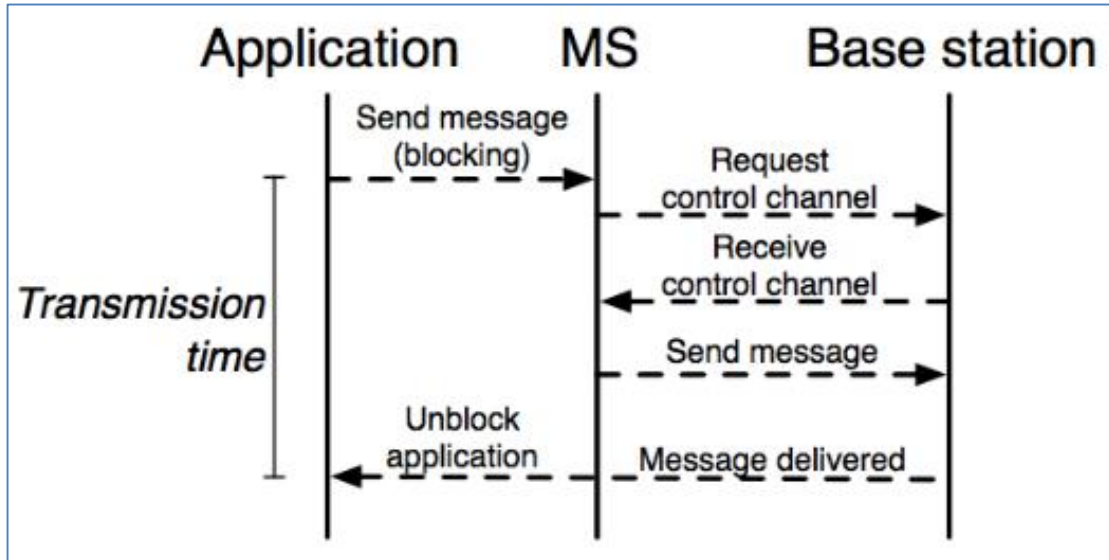 Application MS Base station
Send message
(blocking)
Request
control channel
Receive
control channel
Transmission
time
Send message
Unblock
application
Message delivered